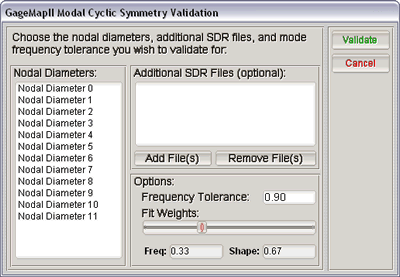 GageMapII Modal Cyclic Symmetry Validation
Choose the nodal diameters, additional SDR files, and mode
frequency tolerance you wish to validate for:
Validate
Cancel
Nodal Diameters:
Nodal Diameter 0
Nodal Diameter 1
Nodal Diameter 2
Nodal Diameter 3
Nodal Diameter 4
Nodal Diameter 5
Nodal Diameter 6
Nodal Diameter 7
Nodal Diameter 8
Nodal Diameter 9
Nodal Diameter 10
Nodal Diameter 11
Additional SDR Files (optional):
Add File(s)
Remove File(s)
Options:
Frequency Tolerance: 0.90
Fit Weights:
Freq: 0.33 Shape: 0.67